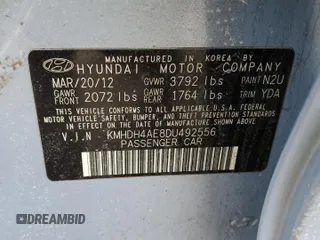 MANUFACTURED IN KOREA BY
HYUNDAI MOTOR COMPANY
MAR/20/12 GVWR 3792 lbs PAINT N2U
GAWR FRT 2072 lbs GAWR RR 1764 lbs TRIM YDA
THIS VEHICLE CONFORMS TO ALL APPLICABLE
U.S. FEDERAL MOTOR VEHICLE SAFETY, BUMPER,
AND THEFT PREVENTION STANDARDS IN EFFECT ON
THE DATE OF MANUFACTURE SHOWN ABOVE.
V.I.N KMHDH4AE8DU492556
PASSENGER CAR
DREAMBID